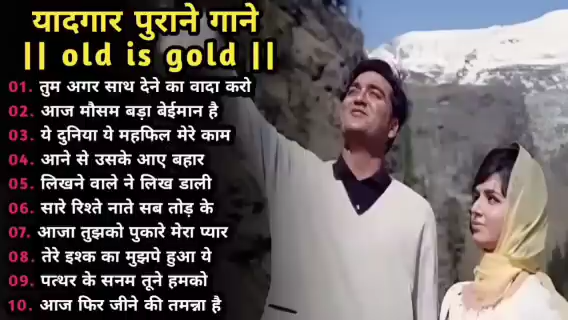 यादगार पुराने गाने
|| old is gold ||
01. तुम अगर साथ देने का वादा करो
02. आज मौसम बड़ा बेईमान है
03. ये दुनिया ये महफिल मेरे काम
04. आने से उसके आए बहार
05. लिखने वाले ने लिख डाली
06. सारे रिश्ते नाते सब तोड़ के
07. आजा तुझको पुकारे मेरा प्यार
08. तेरे इश्क का मुझपे हुआ ये
09. पत्थर के सनम तूने हमको
10. आज फिर जीने की तमन्ना है